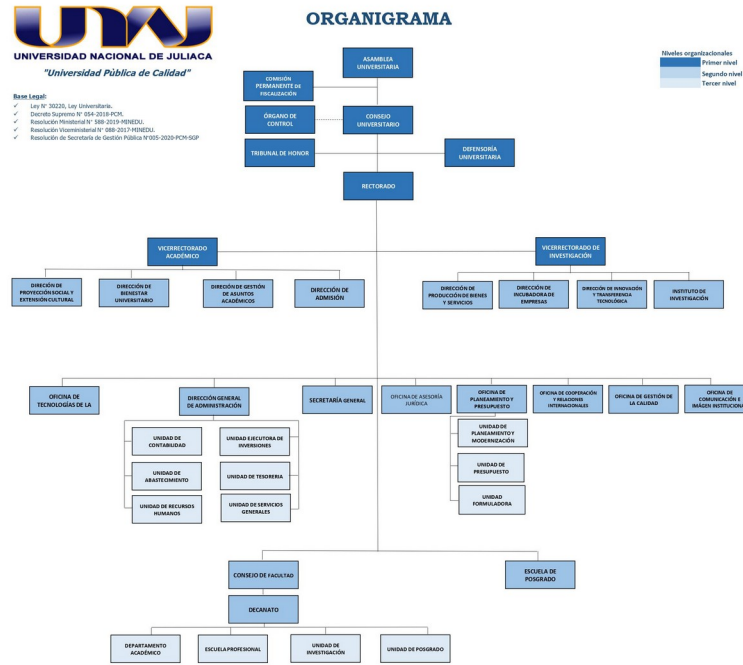 ORGANIGRAMA
UNAJ
UNIVERSIDAD NACIONAL DE JULIACA
"Universidad Pública de Calidad"
Base Legal:
✓ Ley N° 30220, Ley Universitaria.
✓ Decreto Supremo N° 054-2018-PCM.
✓ Resolución Ministerial N° 588-2019-MINEDU.
✓ Resolución Viceministerial N° 088-2017-MINEDU.
✓ Resolución de Secretaría de Gestión Pública N°005-2020-PCM-SGP
Niveles organizacionales
Primer nivel
Segundo nivel
Tercer nivel
ASAMBLEA
UNIVERSITARIA
COMISIÓN
PERMANENTE DE
FISCALIZACIÓN
ÓRGANO DE
CONTROL
CONSEJO
UNIVERSITARIO
TRIBUNAL DE HONOR
DEFENSORÍA
UNIVERSITARIA
RECTORADO
VICERRECTORADO
ACADÉMICO
VICERRECTORADO DE
INVESTIGACIÓN
DIRECIÓN DE
PROYECCIÓN SOCIAL Y
EXTENSIÓN CULTURAL
DIRECCIÓN DE
BIENESTAR
UNIVERSITARIO
DIRECCIÓN DE GESTIÓN
DE ASUNTOS
ACADÉMICOS
DIRECCIÓN DE
ADMISIÓN
DIRECCIÓN DE
PRODUCCIÓN DE BIENES
Y SERVICIOS
DIRECCIÓN DE
INCUBADORA DE
EMPRESAS
DIRECCIÓN DE INNOVACIÓN
Y TRANSFERENCIA
TECNOLÓGICA
INSTITUTO DE
INVESTIGACIÓN
OFICINA DE
TECNOLOGÍAS DE LA
DIRECCIÓN GENERAL
DE ADMINISTRACIÓN
SECRETARÍA GENERAL
OFICINA DE ASESORÍA
JURÍDICA
OFICINA DE
PLANEAMIENTO Y
PRESUPUESTO
OFICINA DE COOPERACIÓN
Y RELACIONES
INTERNACIONALES
OFICINA DE GESTIÓN DE
LA CALIDAD
OFICINA DE
COMUNICACIÓN E
IMÁGEN INSTITUCIONA
UNIDAD DE
CONTABILIDAD
UNIDAD EJECUTORA DE
INVERSIONES
UNIDAD DE
ABASTECIMIENTO
UNIDAD DE TESORERIA
UNIDAD DE RECURSOS
HUMANOS
UNIDAD DE SERVICIOS
GENERALES
UNIDAD DE
PLANEAMIENTO Y
MODERNIZACIÓN
UNIDAD DE
PRESUPUESTO
UNIDAD
FORMULADORA
CONSEJO DE FACULTAD
ESCUELA DE
POSGRADO
DECANATO
DEPARTAMENTO
ACADÉMICO
ESCUELA PROFESIONAL
UNIDAD DE
INVESTIGACIÓN
UNIDAD DE POSGRADO